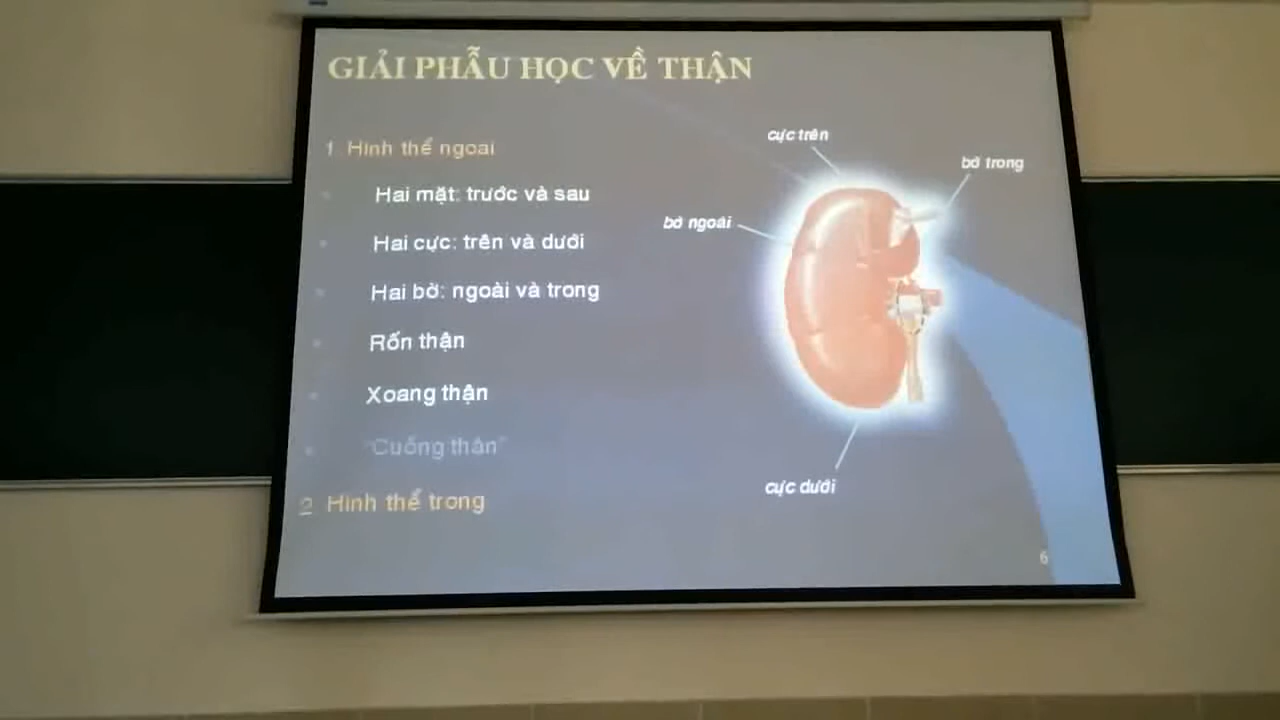 GIẢI PHẪU HỌC VỀ THẬN
1. Hình thể ngoài
Hai mặt: trước và sau
Hai cực: trên và dưới
Hai bờ: ngoài và trong
Rốn thận
Xoang thận
“Cuống thận”
2. Hình thể trong
cực trên
bờ trong
bờ ngoài
cực dưới
6